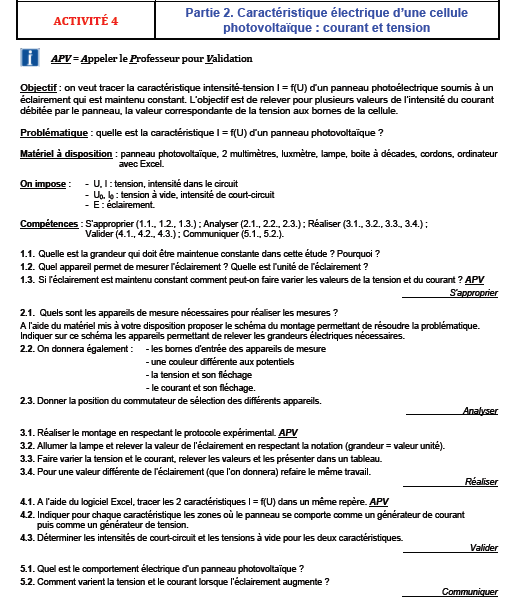 ACTIVITÉ 4
Partie 2. Caractéristique électrique d'une cellule
photovoltaïque : courant et tension
APV = Appeler le Professeur pour Validation
Objectif : on veut tracer la caractéristique intensité-tension I = f(U) d'un panneau photoélectrique soumis à un
éclairement qui est maintenu constant. L'objectif est de relever pour plusieurs valeurs de l'intensité du courant
débitée par le panneau, la valeur correspondante de la tension aux bornes de la cellule.
Problématique : quelle est la caractéristique I = f(U) d'un panneau photovoltaïque ?
Matériel à disposition : panneau photovoltaïque, 2 multimètres, luxmètre, lampe, boite à décades, cordons, ordinateur
avec Excel.
On impose : - U, I : tension, intensité dans le circuit
- U₀, I₀ : tension à vide, intensité de court-circuit
- E : éclairement.
Compétences : S'approprier (1.1., 1.2., 1.3.) ; Analyser (2.1., 2.2., 2.3.) ; Réaliser (3.1., 3.2., 3.3., 3.4.) ;
Valider (4.1., 4.2., 4.3.) ; Communiquer (5.1., 5.2.).
1.1. Quelle est la grandeur qui doit être maintenue constante dans cette étude ? Pourquoi ?
1.2. Quel appareil permet de mesurer l'éclairement ? Quelle est l'unité de l'éclairement ?
1.3. Si l'éclairement est maintenu constant comment peut-on faire varier les valeurs de la tension et du courant ? APV
S'approprier
2.1. Quels sont les appareils de mesure nécessaires pour réaliser les mesures ?
A l'aide du matériel mis à votre disposition proposer le schéma du montage permettant de résoudre la problématique.
Indiquer sur ce schéma les appareils permettant de relever les grandeurs électriques nécessaires.
2.2. On donnera également : - les bornes d'entrée des appareils de mesure
- une couleur différente aux potentiels
- la tension et son fléchage
- le courant et son fléchage.
2.3. Donner la position du commutateur de sélection des différents appareils.
Analyser
3.1. Réaliser le montage en respectant le protocole expérimental. APV
3.2. Allumer la lampe et relever la valeur de l'éclairement en respectant la notation (grandeur = valeur unité).
3.3. Faire varier la tension et le courant, relever les valeurs et les présenter dans un tableau.
3.4. Pour une valeur différente de l'éclairement (que l'on donnera) refaire le même travail.
Réaliser
4.1. A l'aide du logiciel Excel, tracer les 2 caractéristiques I = f(U) dans un même repère. APV
4.2. Indiquer pour chaque caractéristique les zones où le panneau se comporte comme un générateur de courant
puis comme un générateur de tension.
4.3. Déterminer les intensités de court-circuit et les tensions à vide pour les deux caractéristiques.
Valider
5.1. Quel est le comportement électrique d'un panneau photovoltaïque ?
5.2. Comment varient la tension et le courant lorsque l'éclairement augmente ?
Communiquer